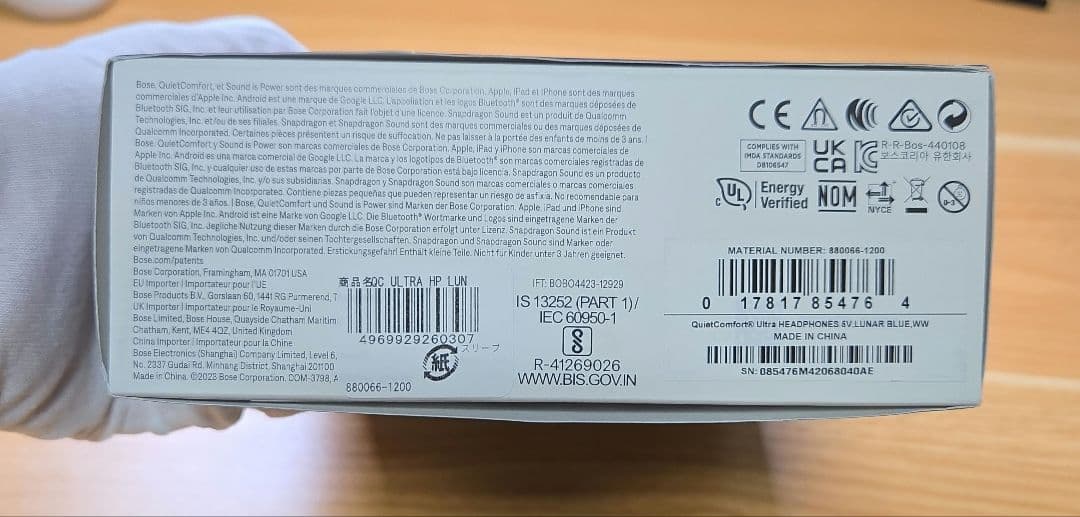 Bose, QuietComfort, et Sound is Power sont des marques commerciales de Bose Corporation. Apple, iPad et iPhone sont des marques
commerciales d'Apple Inc. Android est une marque de Google LLC. L'appellation et les logos Bluetooth® sont des marques déposées de
Bluetooth SIG, Inc. et leur utilisation par Bose Corporation fait l'objet d'une licence. Snapdragon Sound est un produit de Qualcomm
Technologies, Inc. et/ou de ses filiales. Snapdragon et Snapdragon Sound sont des marques commerciales ou des marques déposées de
Qualcomm Incorporated. Certaines pièces présentent un risque de suffocation. Ne pas laisser à la portée des enfants de moins de 3 ans. |
Bose, QuietComfort y Sound is Power son marcas comerciales de Bose Corporation. Apple, iPad y iPhone son marcas comerciales de
Apple Inc. Android es una marca comercial de Google LLC. La marca y los logotipos de Bluetooth® son marcas comerciales registradas de
Bluetooth SIG, Inc. y cualquier uso de estas marcas por parte de Bose Corporation está bajo licencia. Snapdragon Sound es un producto
de Qualcomm Technologies, Inc. y/o sus subsidiarias. Snapdragon y Snapdragon Sound son marcas comerciales o marcas comerciales
registradas de Qualcomm Incorporated. Contiene piezas pequeñas que pueden representar un riesgo de asfixia. No recomendable para
niños menores de 3 años. | Bose, QuietComfort und Sound is Power sind Marken der Bose Corporation. Apple, iPad und iPhone sind
Marken von Apple Inc. Android ist eine Marke von Google LLC. Die Bluetooth® Wortmarke und Logos sind eingetragene Marken der
Bluetooth SIG, Inc. Jegliche Nutzung dieser Marken durch die Bose Corporation erfolgt unter Lizenz. Snapdragon Sound ist ein Produkt
von Qualcomm Technologies, Inc. und/oder seinen Tochtergesellschaften. Snapdragon und Snapdragon Sound sind Marken oder
eingetragene Marken von Qualcomm Incorporated. Erstickungsgefahr! Enthält kleine Teile. Nicht für Kinder unter 3 Jahren geeignet.
Bose.com/patents
Bose Corporation, Framingham, MA 01701 USA
EU Importer | Importateur pour l'UE
Bose Products B.V., Gorslaan 60, 1441 RG Purmerend, T
UK Importer | Importateur pour le Royaume-Uni
Bose Limited, Bose House, Quayside Chatham Maritim
Chatham, Kent, ME4 4QZ, United Kingdom
China Importer | Importateur pour la Chine
Bose Electronics (Shanghai) Company Limited, Level 6,
No. 2337 Gudai Rd. Minhang District, Shanghai 201100
Made in China. ©2023 Bose Corporation. COM-3798, A
商品名QC ULTRA HP LUN
4969929260307
紙
スリーブ
880066-1200
IFT: BOBO4423-12929
IS 13252 (PART 1)/
IEC 60950-1
R-41269026
WWW.BIS.GOV.IN
CE
COMPLIES WITH
IMDA STANDARDS
DB106547
UK
CA
R-R-Bos-440108
보스코리아 유한회사
c UL
Energy
Verified
NOM
NYCE
0-3
MATERIAL NUMBER: 880066-1200
0 17817 85476 4
QuietComfort® Ultra HEADPHONES 5V,LUNAR BLUE,WW
MADE IN CHINA
SN: 085476M42068040AE